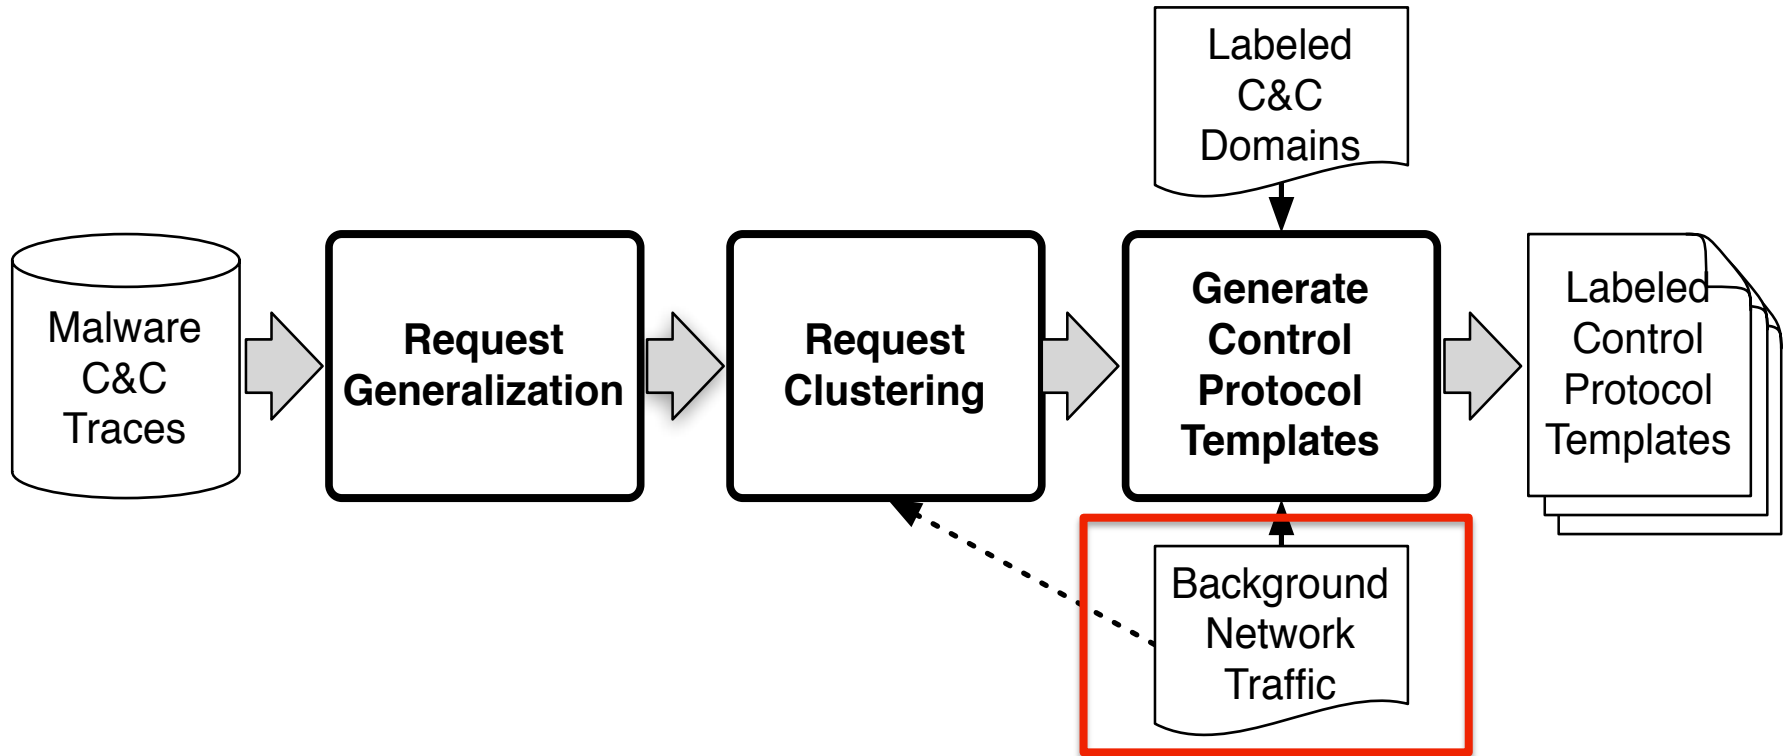 Labeled
C&C
Domains
Malware
C&C
Traces
Request
Generalization
Request
Clustering
Generate
Control
Protocol
Templates
Labeled
Control
Protocol
Templates
Background
Network
Traffic